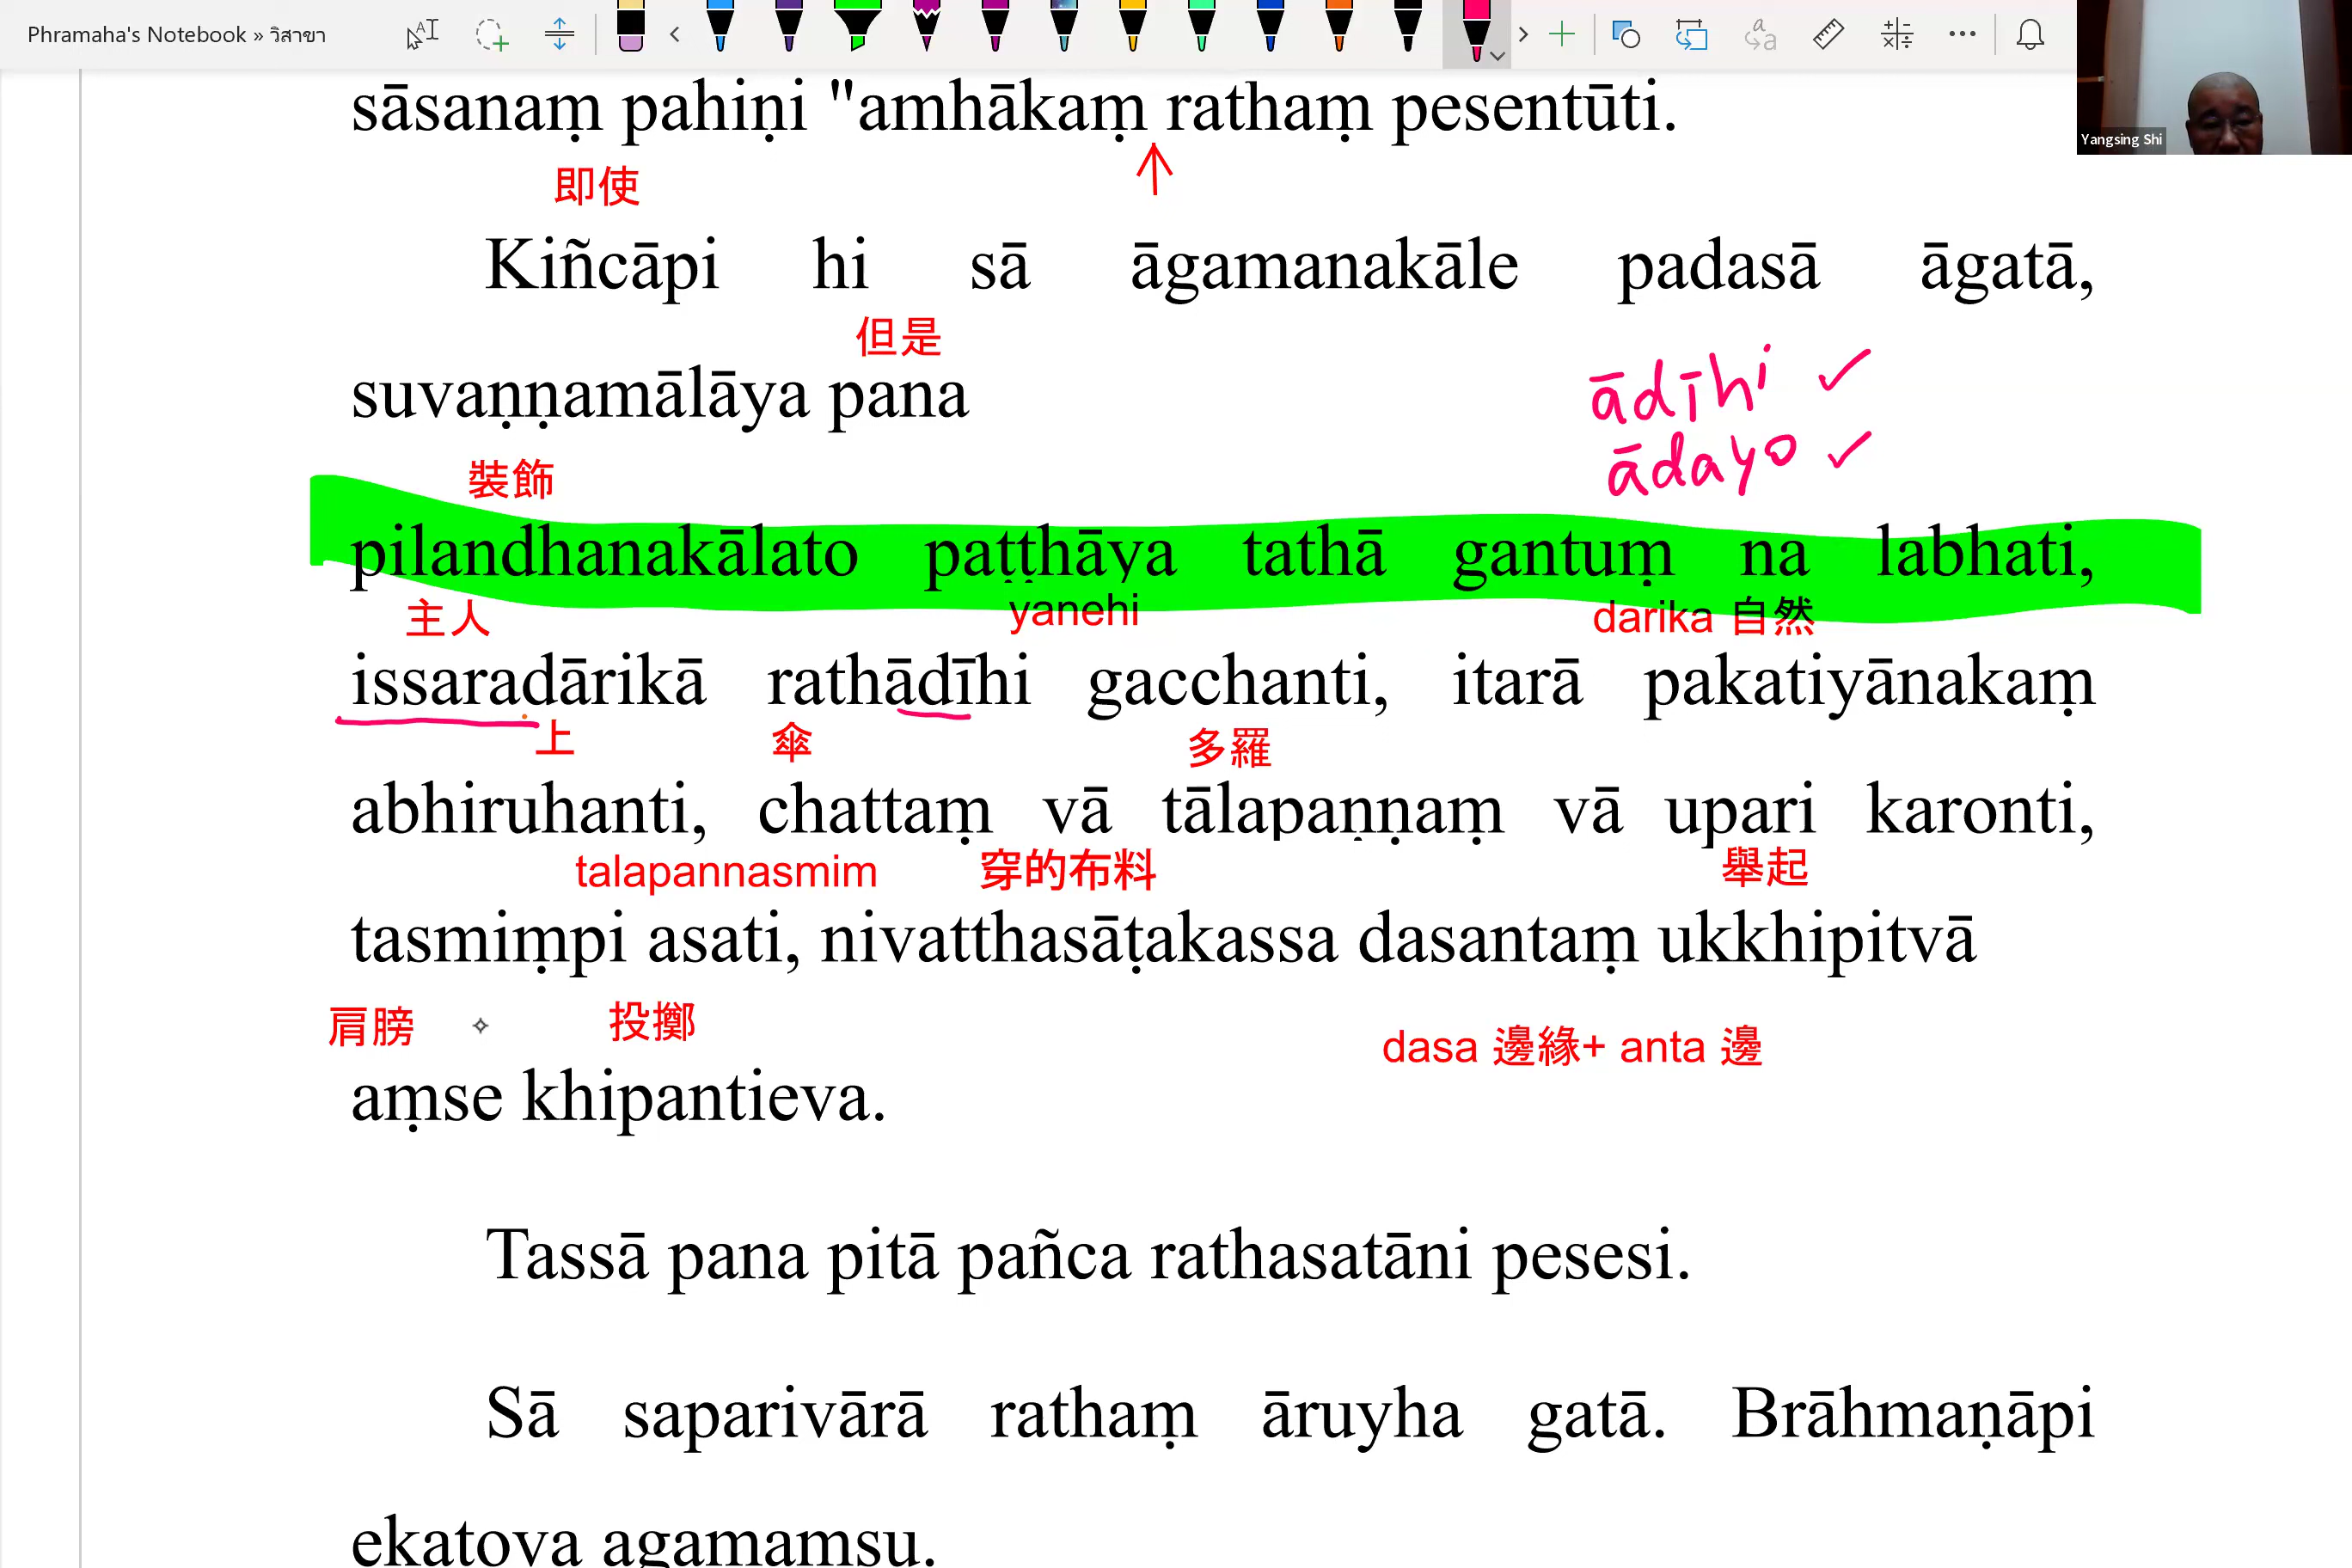 Phramaha's Notebook » วิสาขา
Yangsing Shi
sāsanaṃ pahiṇi "amhākaṃ rathaṃ pesentūti.
即使
Kiñcāpi hi sā āgamanakāle padasā āgatā,
但是
suvaṇṇamālāya pana
ādīhi ✓
ādayo ✓
裝飾
pilandhanakālato paṭṭhāya tathā gantuṃ na labhati,
主人 yanehi darika 自然
issaradārikā rathādīhi gacchanti, itarā pakatiyānakaṃ
上 傘 多羅
abhiruhanti, chattaṃ vā tālapaṇṇaṃ vā upari karonti,
talapannasmim 穿的布料 舉起
tasmiṃpi asati, nivatthasāṭakassa dasantaṃ ukkhipitvā
肩膀 投擲 dasa 邊緣+ anta 邊
aṃse khipantieva.
Tassā pana pitā pañca rathasatāni pesesi.
Sā saparivārā rathaṃ āruyha gatā. Brāhmaṇāpi
ekatova agamaṃsu.